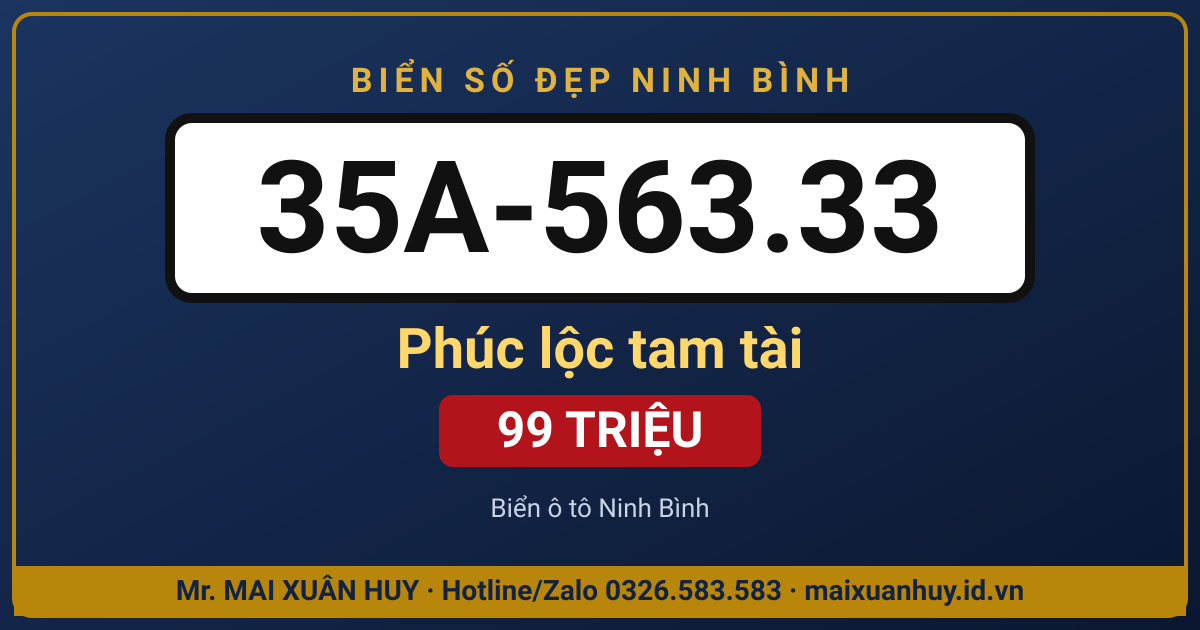 BIỂN SỐ ĐẸP NINH BÌNH
35A-563.33
Phúc lộc tam tài
99 TRIỆU
Biển ô tô Ninh Bình
Mr. MAI XUÂN HUY · Hotline/Zalo 0326.583.583 · maixuanhuy.id.vn